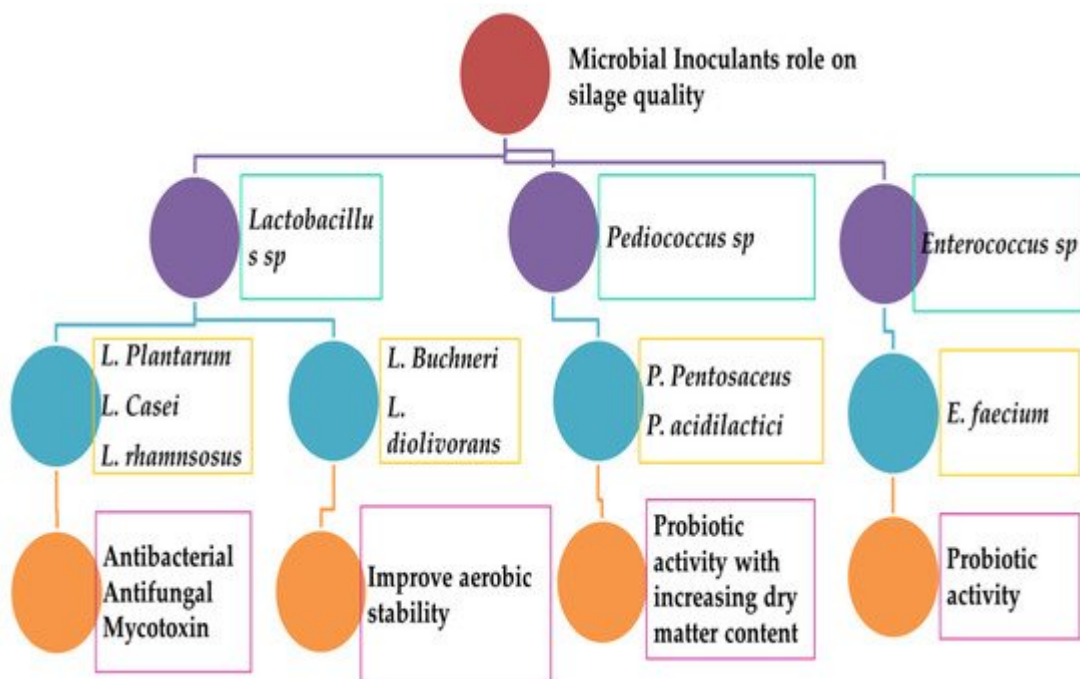 Microbial Inoculants role on
silage quality
Lactobacillu
s sp
Pediococcus sp
Enterococcus sp
L. Plantarum
L. Casei
L. rhamnsosus
L. Buchneri
L.
diolivorans
P. Pentosaceus
P. acidilactici
E. faecium
Antibacterial
Antifungal
Mycotoxin
Improve aerobic
stability
Probiotic
activity with
increasing dry
matter content
Probiotic
activity